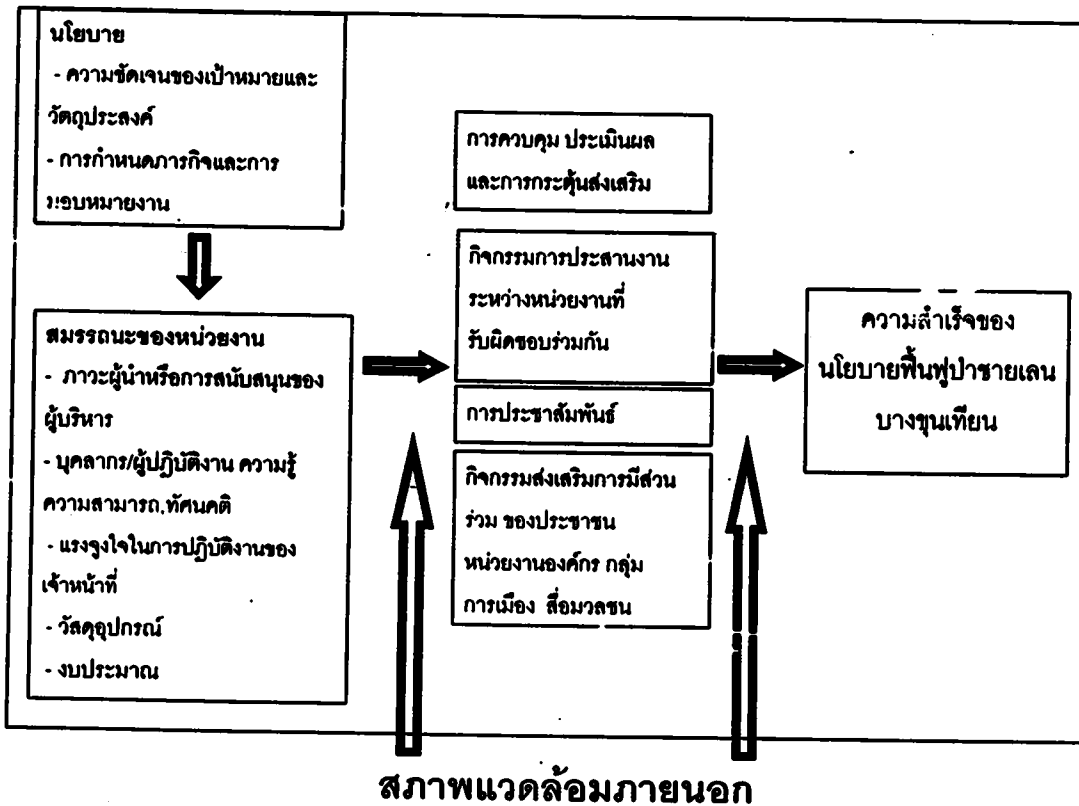 นโยบาย
- ความชัดเจนของเป้าหมายและ
วัตถุประสงค์
- การกำหนดภารกิจและการ
มอบหมายงาน
สมรรถนะของหน่วยงาน
- ภาวะผู้นำหรือการสนับสนุนของ
ผู้บริหาร
- บุคลากร/ผู้ปฏิบัติงาน ความรู้
ความสามารถ,ทัศนคติ
- แรงจูงใจในการปฏิบัติงานของ
เจ้าหน้าที่
- วัสดุอุปกรณ์
- งบประมาณ
การควบคุม ประเมินผล
และการกระตุ้นส่งเสริม
กิจกรรมการประสานงาน
ระหว่างหน่วยงานที่
รับผิดชอบร่วมกัน
การประชาสัมพันธ์
กิจกรรมส่งเสริมการมีส่วน
ร่วม ของประชาชน
หน่วยงานองค์กร กลุ่ม
การเมือง สื่อมวลชน
ความสำเร็จของ
นโยบายฟื้นฟูป่าชายเลน
บางขุนเทียน
สภาพแวดล้อมภายนอก